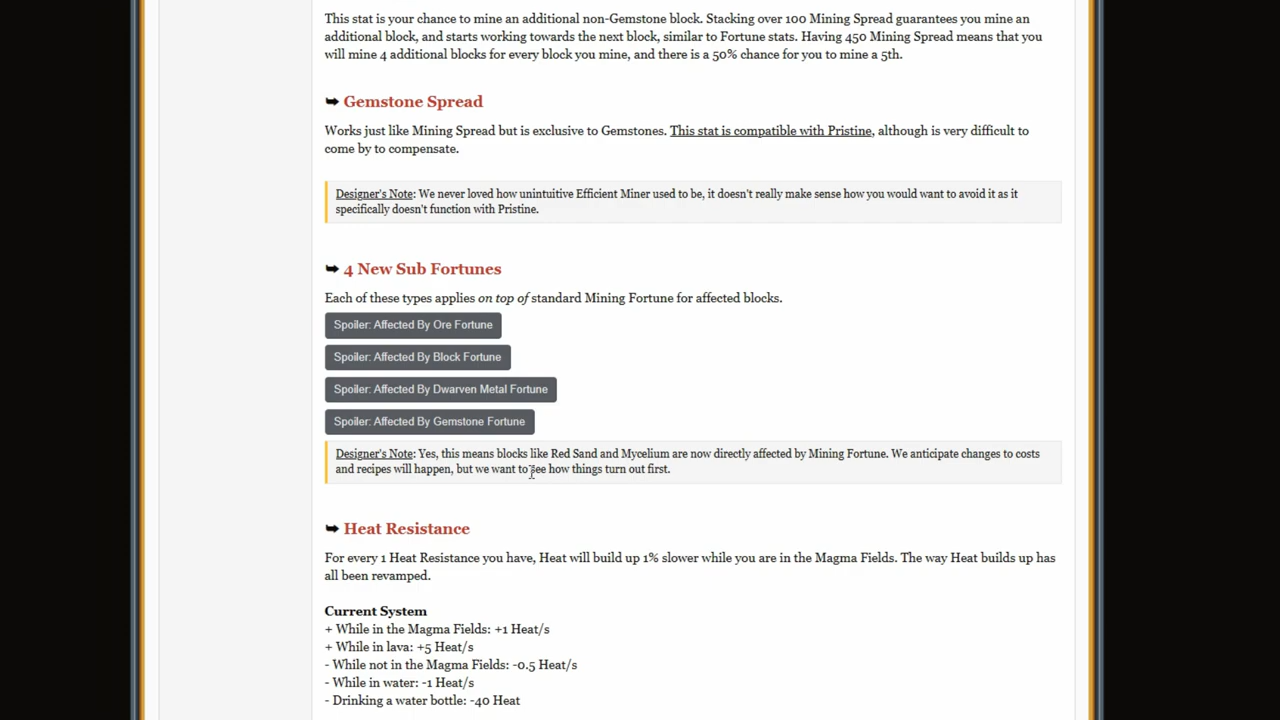 This stat is your chance to mine an additional non-Gemstone block. Stacking over 100 Mining Spread guarantees you mine an
additional block, and starts working towards the next block, similar to Fortune stats. Having 450 Mining Spread means that you
will mine 4 additional blocks for every block you mine, and there is a 50% chance for you to mine a 5th.
➥ Gemstone Spread
Works just like Mining Spread but is exclusive to Gemstones. This stat is compatible with Pristine, although is very difficult to
come by to compensate.
Designer's Note: We never loved how unintuitive Efficient Miner used to be, it doesn't really make sense how you would want to avoid it as it
specifically doesn't function with Pristine.
➥ 4 New Sub Fortunes
Each of these types applies on top of standard Mining Fortune for affected blocks.
Spoiler: Affected By Ore Fortune
Spoiler: Affected By Block Fortune
Spoiler: Affected By Dwarven Metal Fortune
Spoiler: Affected By Gemstone Fortune
Designer's Note: Yes, this means blocks like Red Sand and Mycelium are now directly affected by Mining Fortune. We anticipate changes to costs
and recipes will happen, but we want to see how things turn out first.
➥ Heat Resistance
For every 1 Heat Resistance you have, Heat will build up 1% slower while you are in the Magma Fields. The way Heat builds up has
all been revamped.
Current System
+ While in the Magma Fields: +1 Heat/s
+ While in lava: +5 Heat/s
- While not in the Magma Fields: -0.5 Heat/s
- While in water: -1 Heat/s
- Drinking a water bottle: -40 Heat